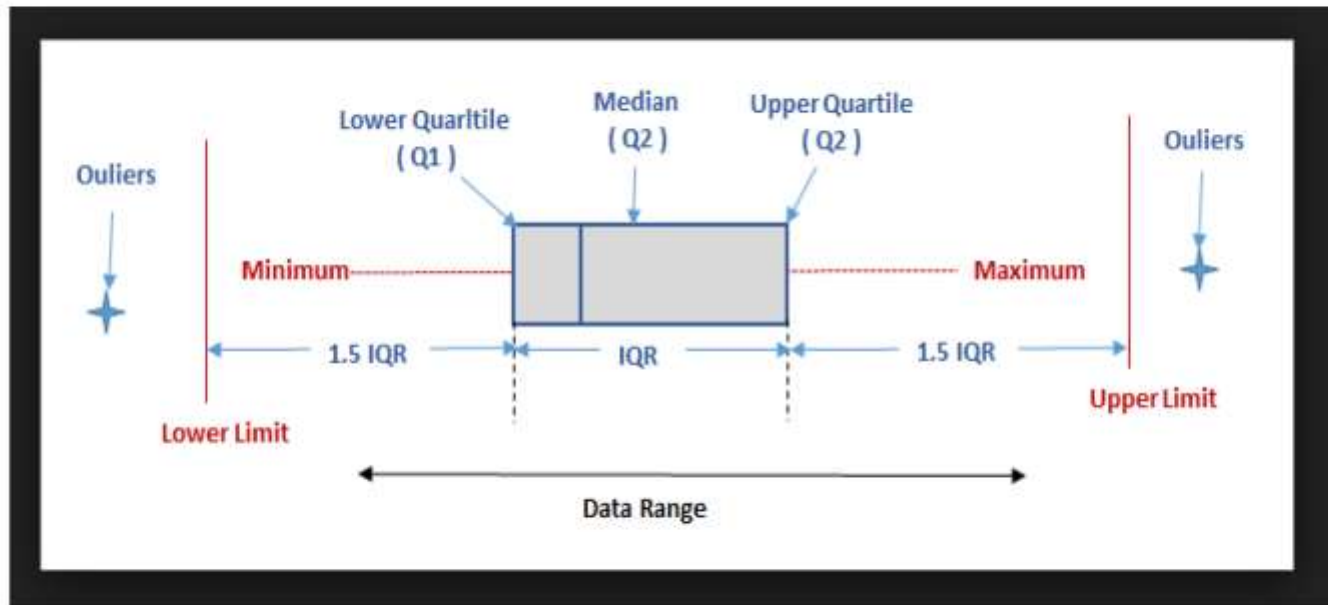 Lower Quarltile
( Q1 )
Median
( Q2 )
Upper Quartile
( Q2 )
Ouliers
Ouliers
Minimum
Maximum
1.5 IQR
IQR
1.5 IQR
Lower Limit
Upper Limit
Data Range